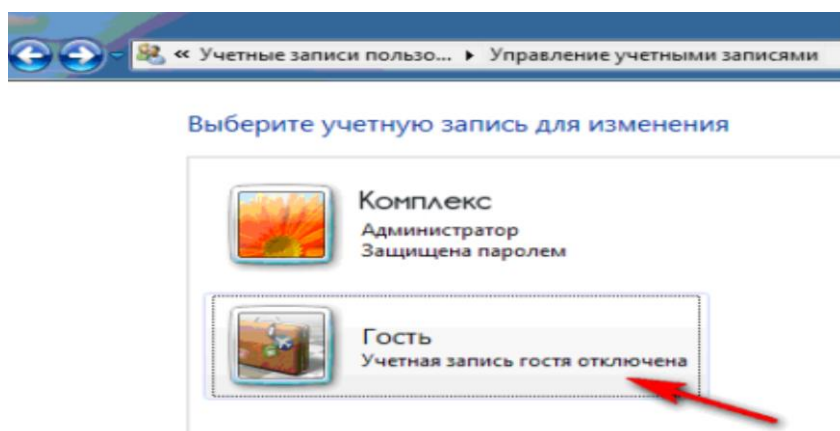 « Учетные записи пользо... ▸ Управление учетными записями
Выберите учетную запись для изменения
Комплекс
Администратор
Защищена паролем
Гость
Учетная запись гостя отключена